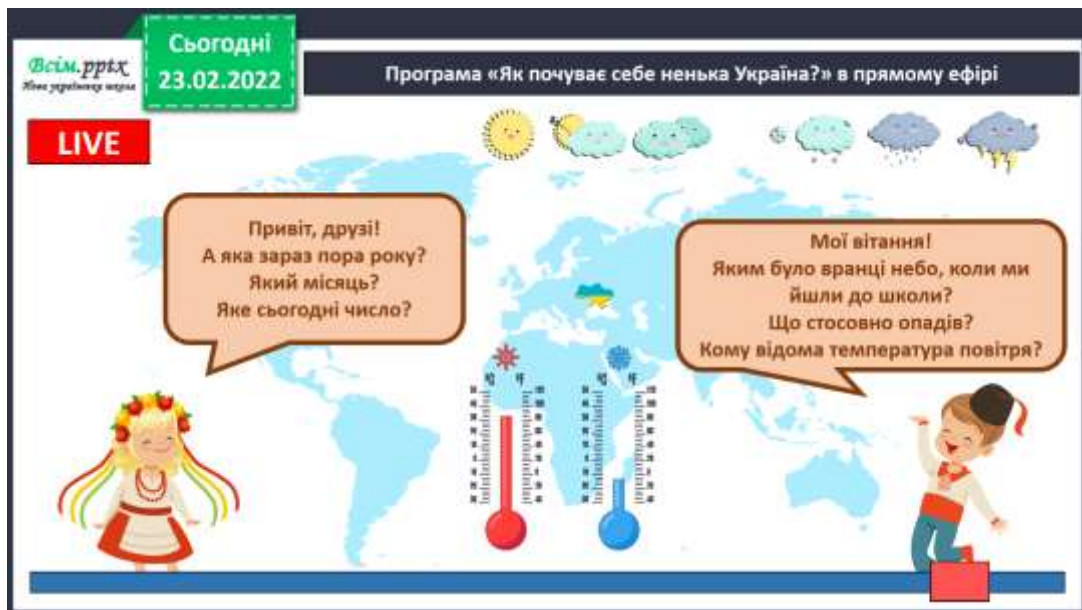 Всім.pptx
Нова українська школа
Сьогодні
23.02.2022
Програма «Як почуває себе ненька Україна?» в прямому ефірі
LIVE
Привіт, друзі!
А яка зараз пора року?
Який місяць?
Яке сьогодні число?
Мої вітання!
Яким було вранці небо, коли ми
йшли до школи?
Що стосовно опадів?
Кому відома температура повітря?
°C °F
°C °F